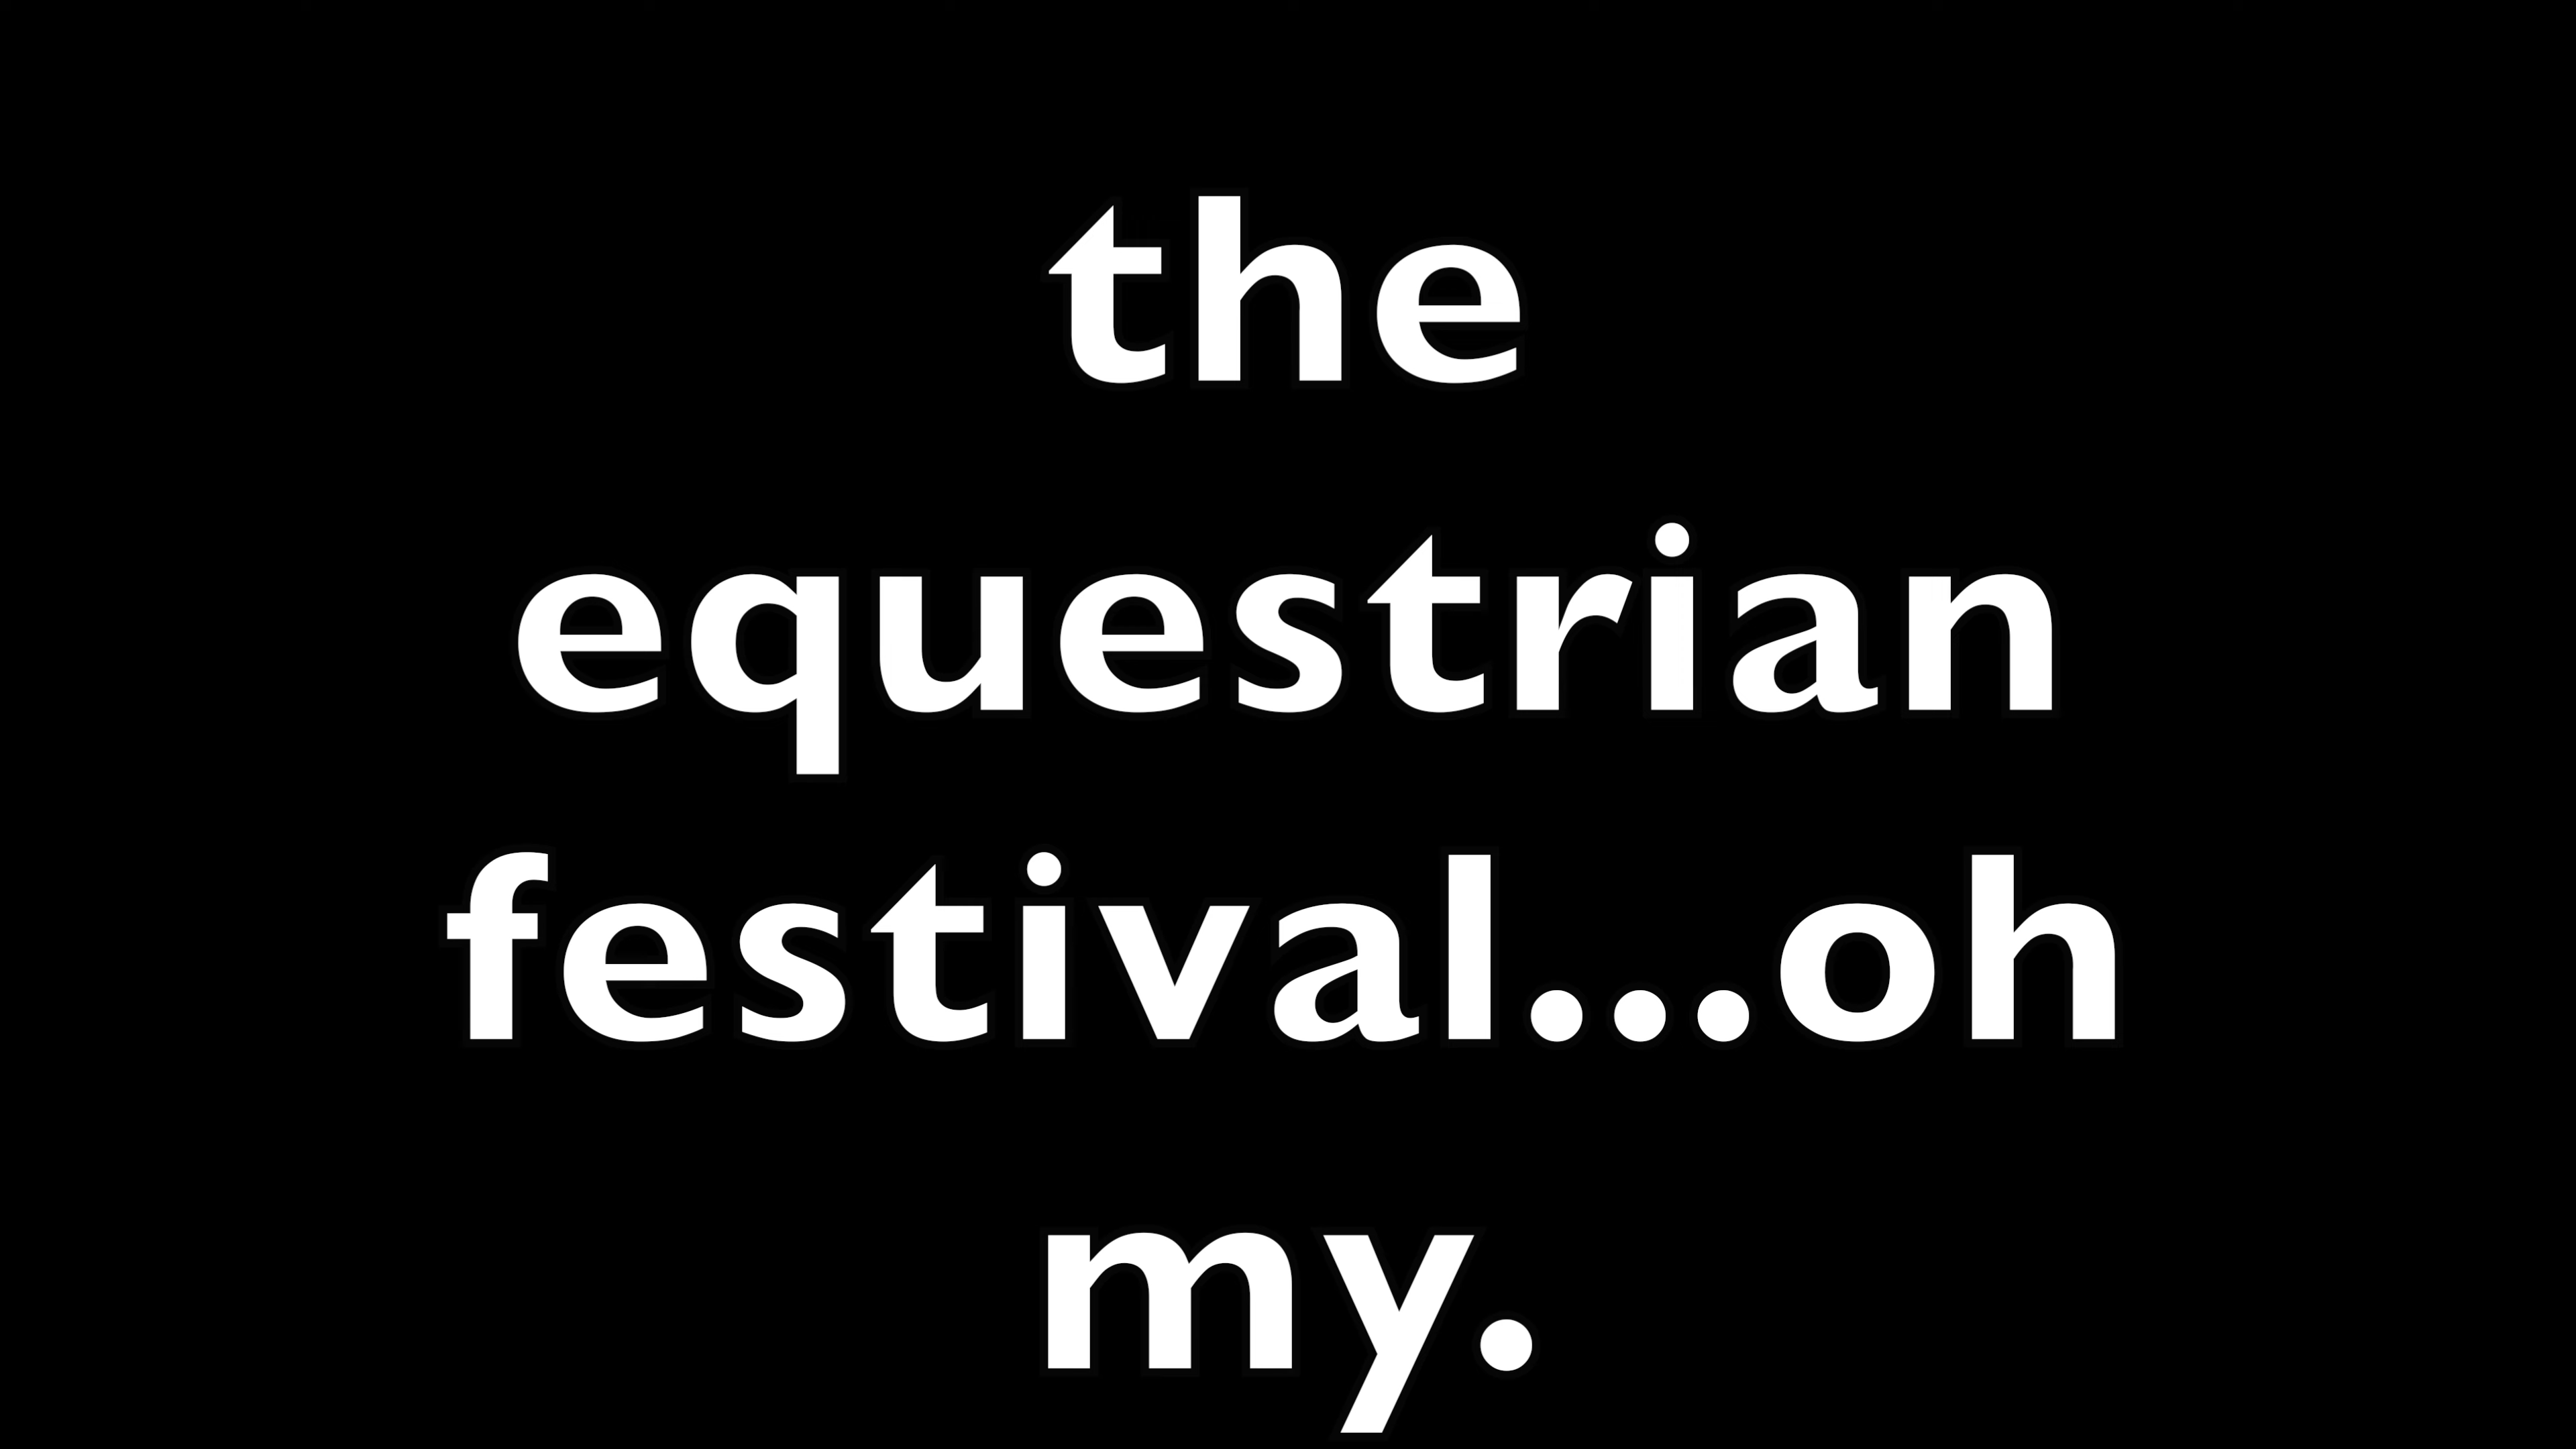 the
equestrian
festival...oh
my.